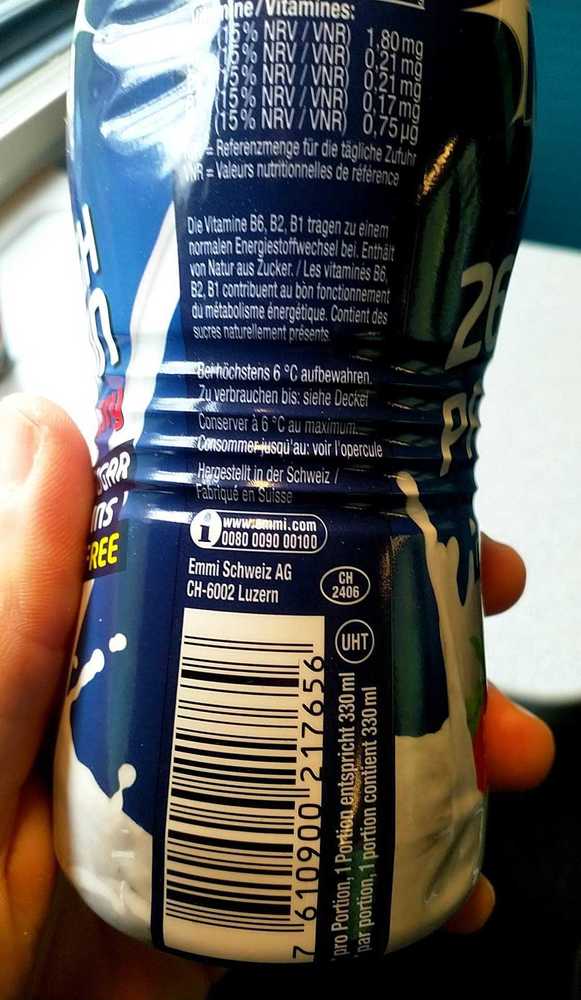 /Vitamines:
(15% NRV / VNR) 1,80 mg
15% NRV / VNR) 0,21 mg
15% NRV / VNR) 0,21 mg
(15% NRV / VNR) 0,17 mg
(15% NRV / VNR) 0,75 µg
= Referenzmenge für die tägliche Zufuhr
VNR = Valeurs nutritionnelles de référence
Die Vitamine B6, B2, B1 tragen zu einem
normalen Energiestoffwechsel bei. Enthält
von Natur aus Zucker. / Les vitamines B6,
B2, B1 contribuent au bon fonctionnement
du métabolisme énergétique. Contient des
sucres naturellement présents.
Bei höchstens 6 °C aufbewahren.
Zu verbrauchen bis: siehe Deckel
Conserver à 6 °C au maximum.
Consommer jusqu'au: voir l'opercule
Hergestellt in der Schweiz /
Fabriqué en Suisse
i www.emmi.com
0080 0090 00100
Emmi Schweiz AG
CH-6002 Luzern
CH
2406
UHT
7 610900 217656
pro Portion, 1 Portion entspricht 330 ml
par portion, 1 portion contient 330 ml
26
FREE